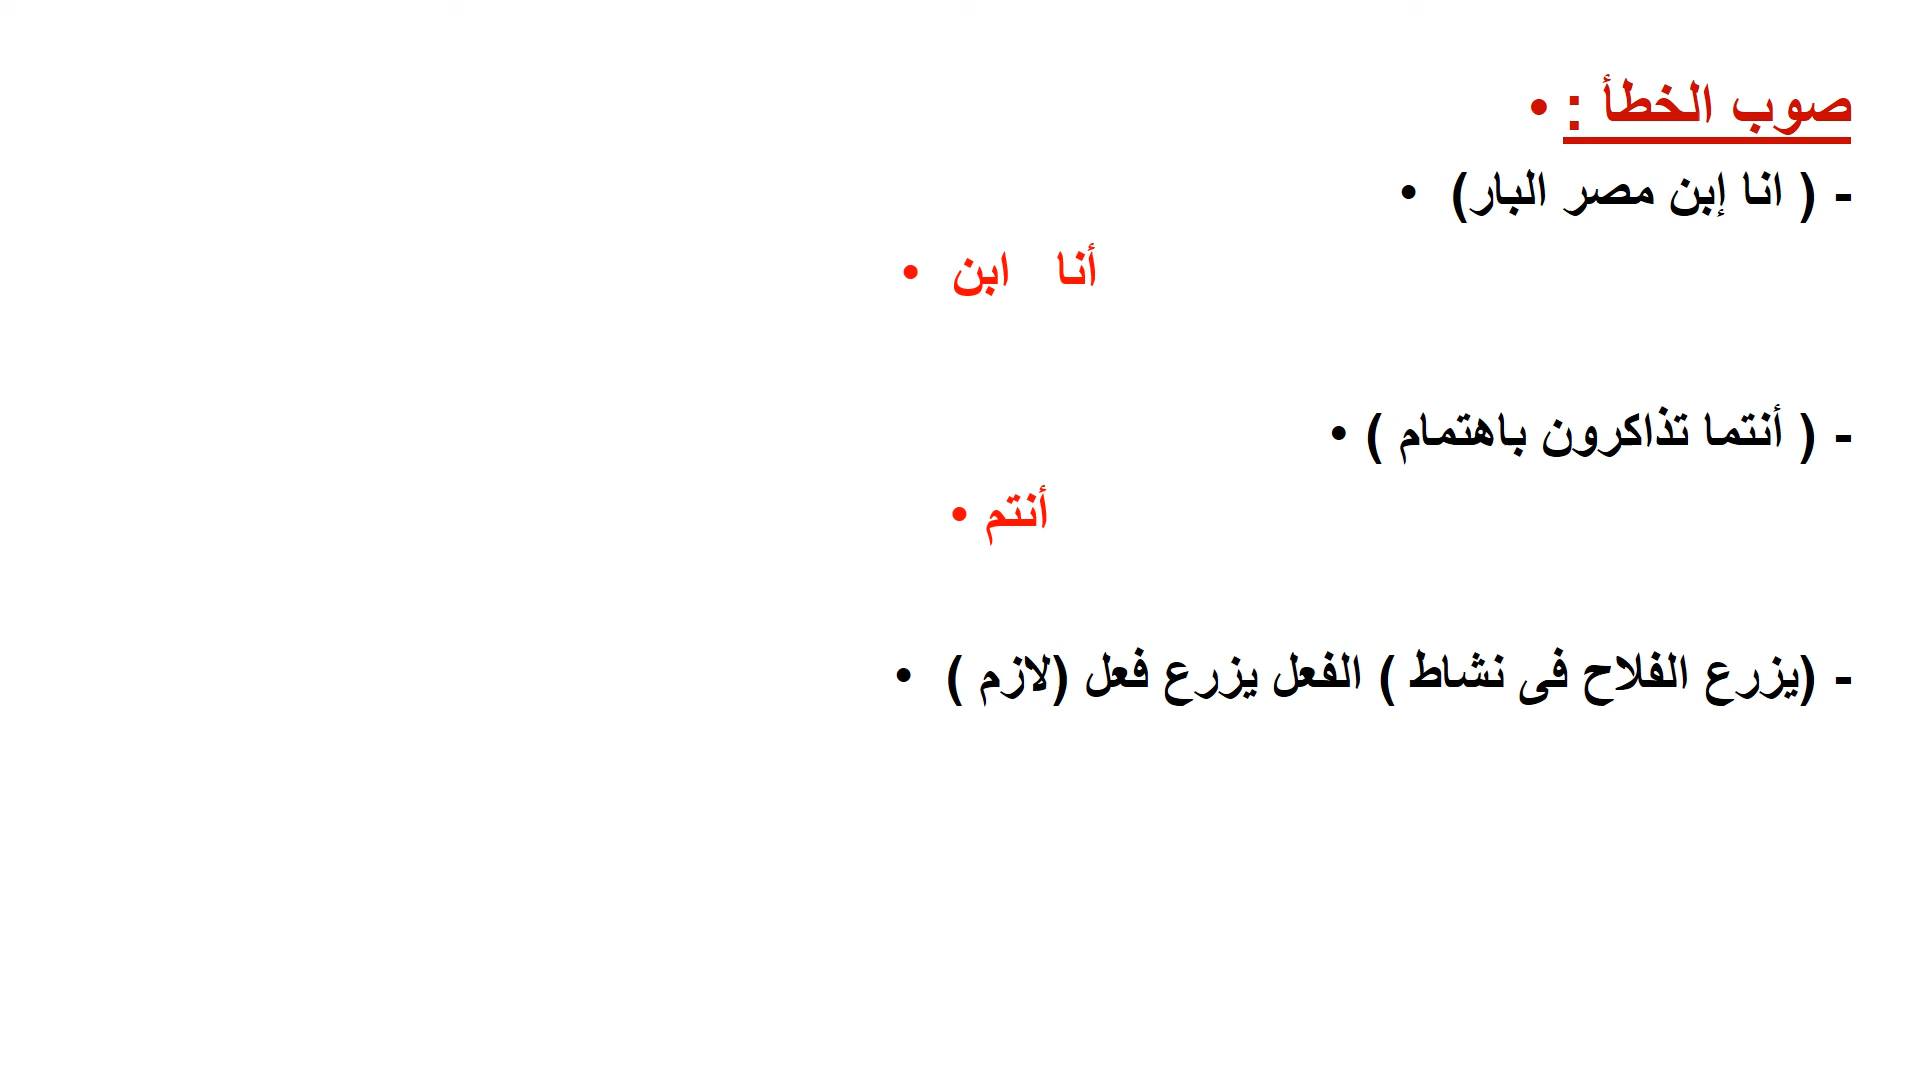 صوب الخطأ : •
- ( انا إبن مصر البار) •
أنا ابن •
- ( أنتما تذاكرون باهتمام ) •
أنتم •
- (يزرع الفلاح فى نشاط ) الفعل يزرع فعل (لازم ) •